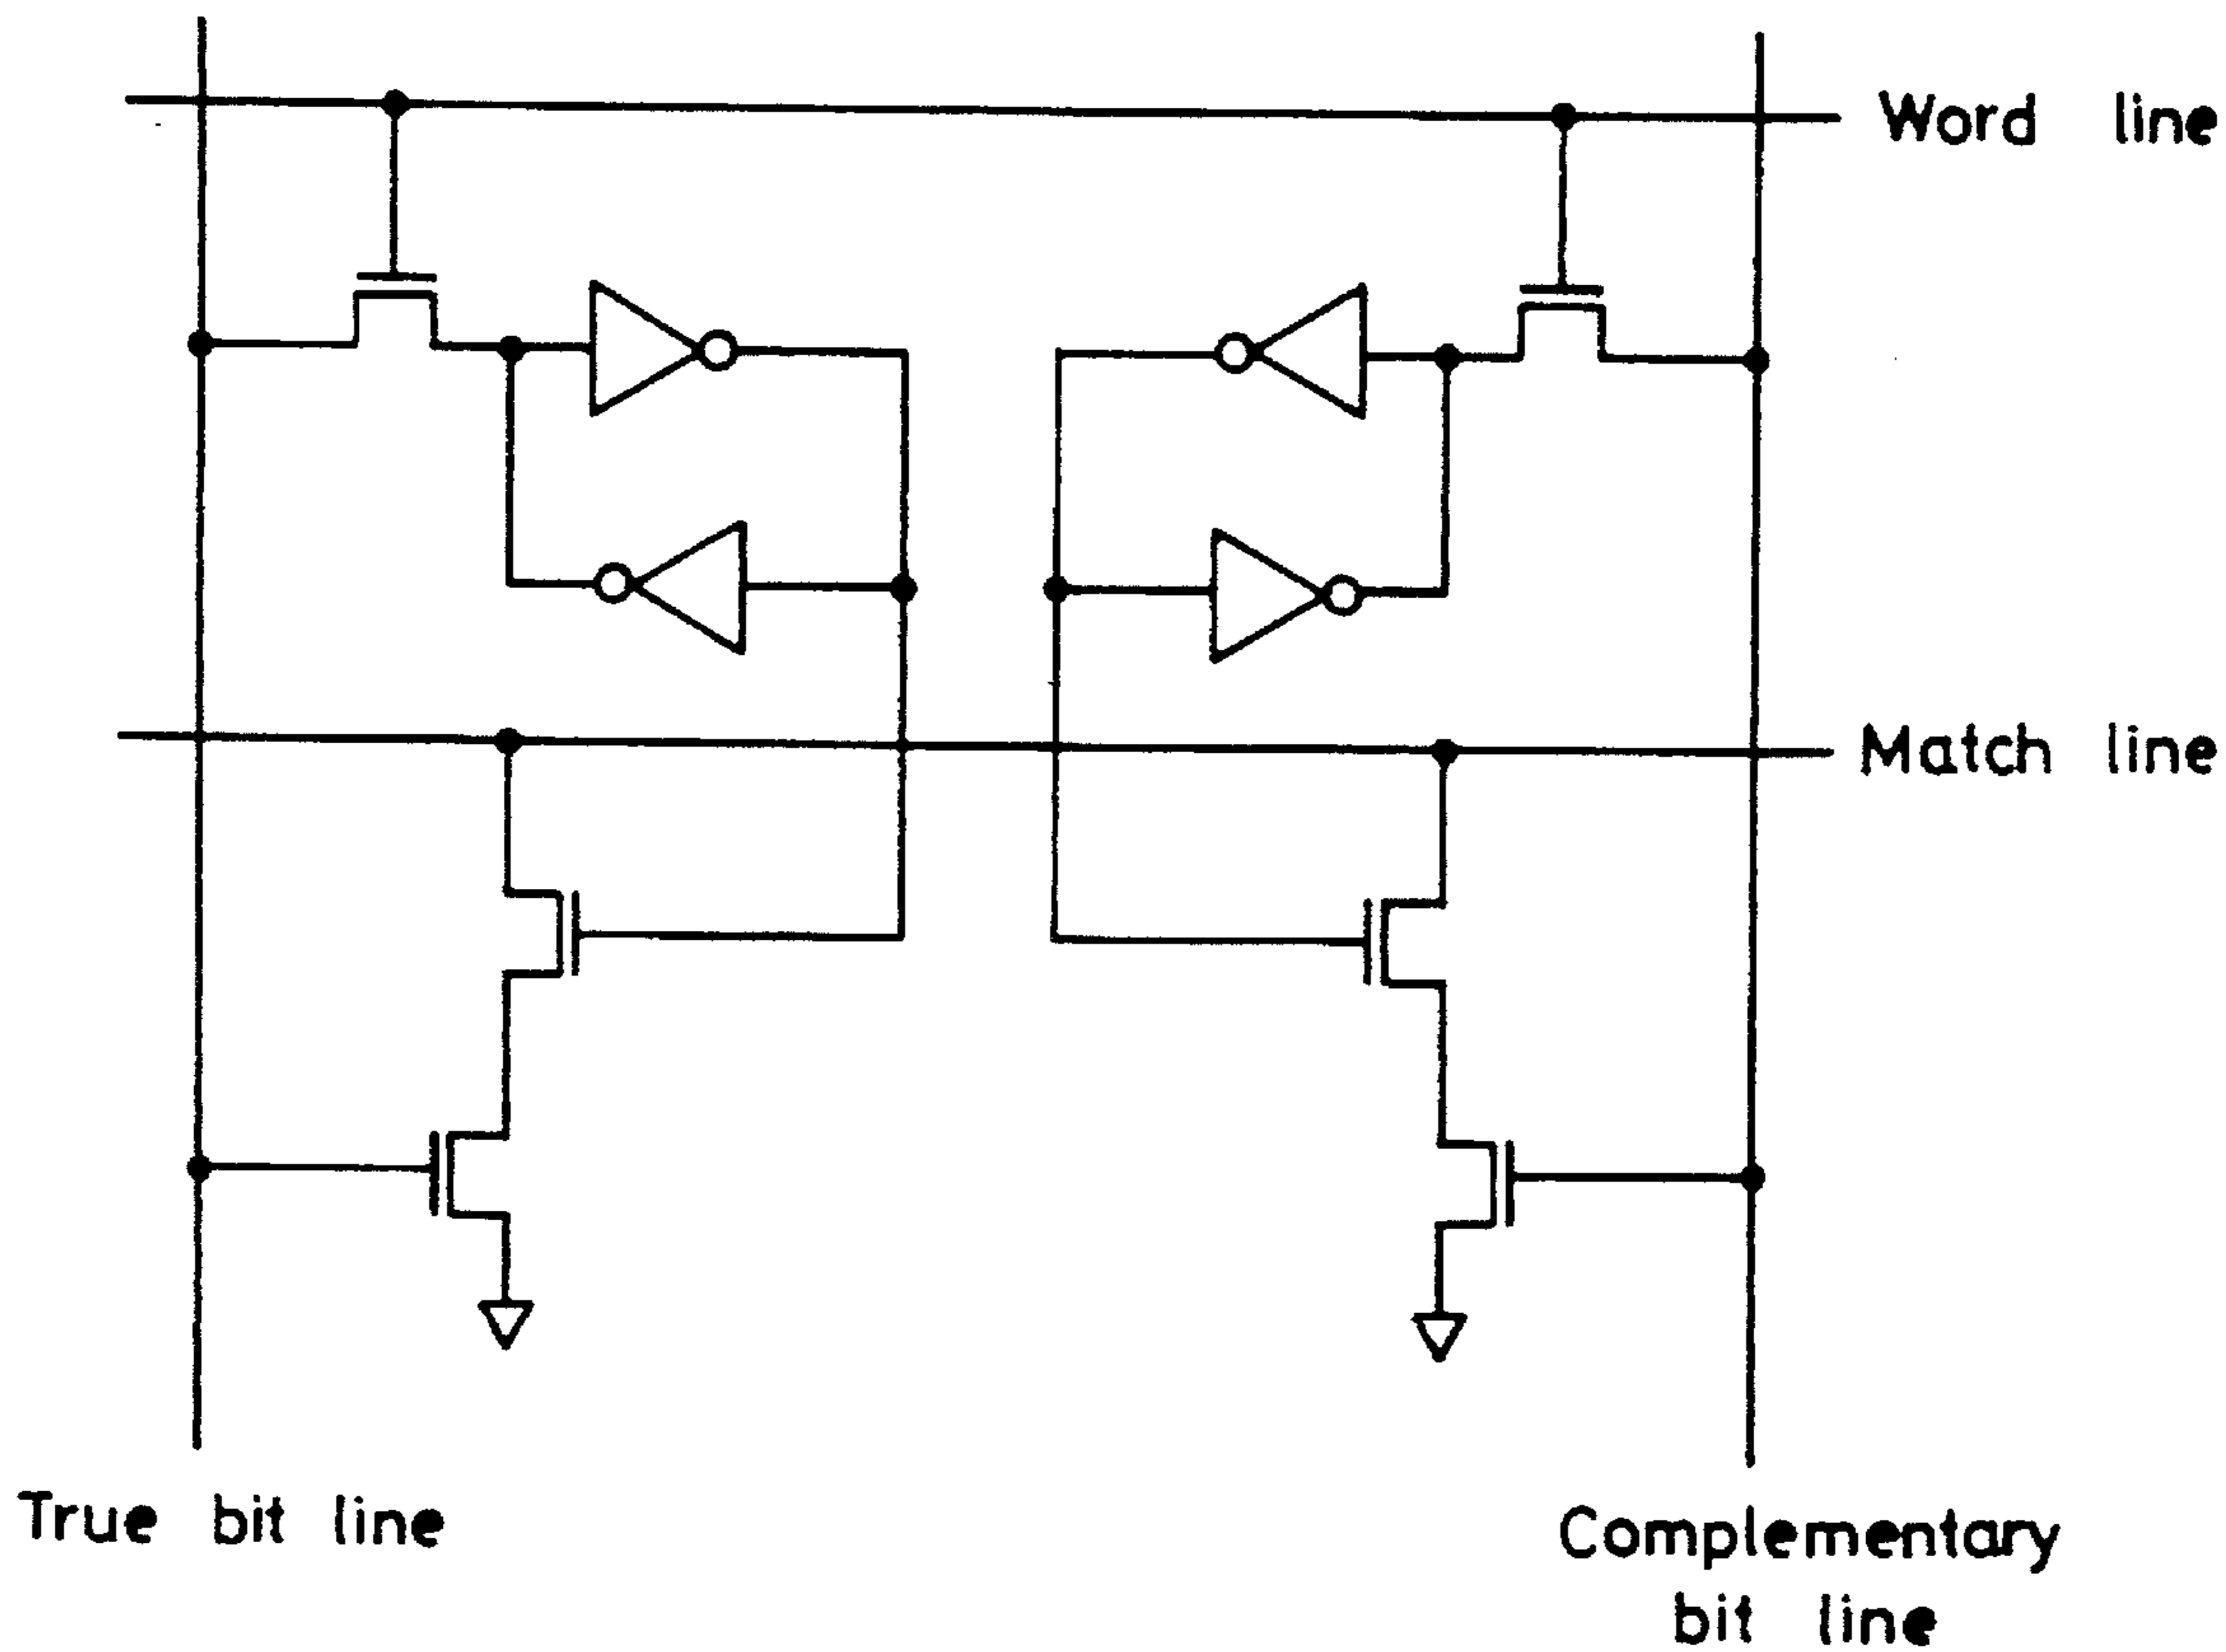 Word line
Match line
True bit line
Complementary
bit line